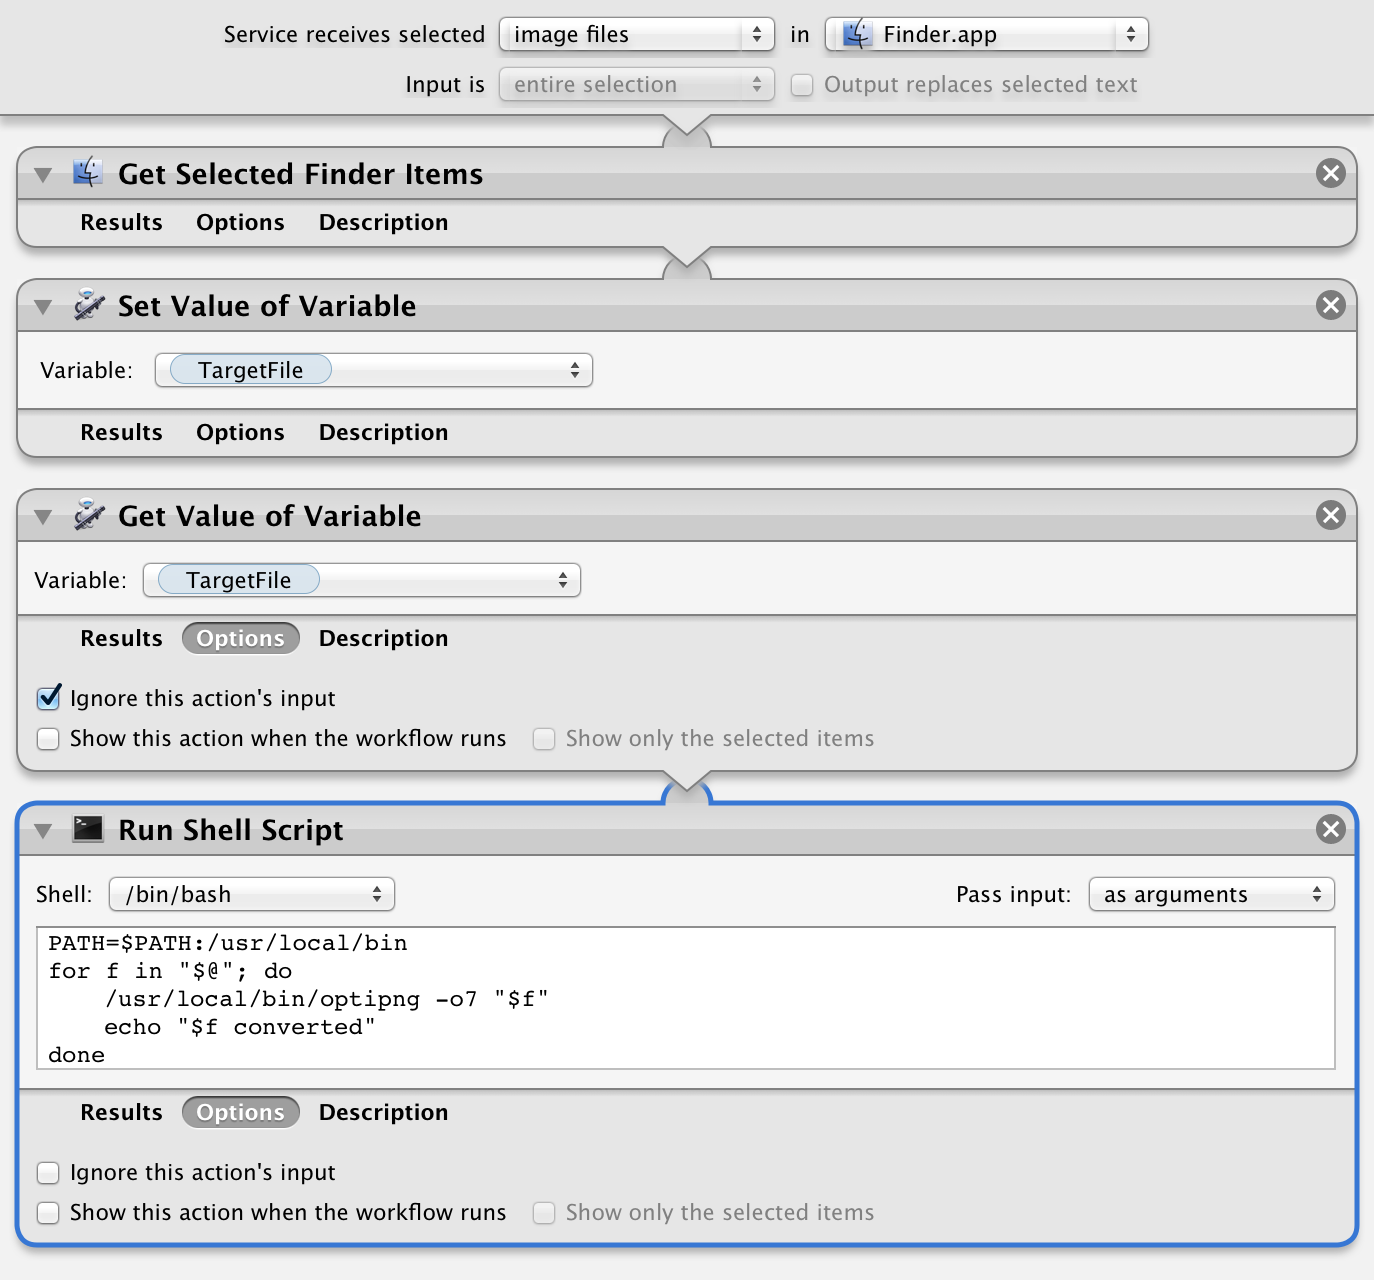 Service receives selected image files in Finder.app
Input is entire selection Output replaces selected text
Get Selected Finder Items
Results Options Description
Set Value of Variable
Variable: TargetFile
Results Options Description
Get Value of Variable
Variable: TargetFile
Results Options Description
Ignore this action's input
Show this action when the workflow runs Show only the selected items
Run Shell Script
Shell: /bin/bash Pass input: as arguments
PATH=$PATH:/usr/local/bin
for f in "$@"; do
    /usr/local/bin/optipng -o7 "$f"
    echo "$f converted"
done
Results Options Description
Ignore this action's input
Show this action when the workflow runs Show only the selected items